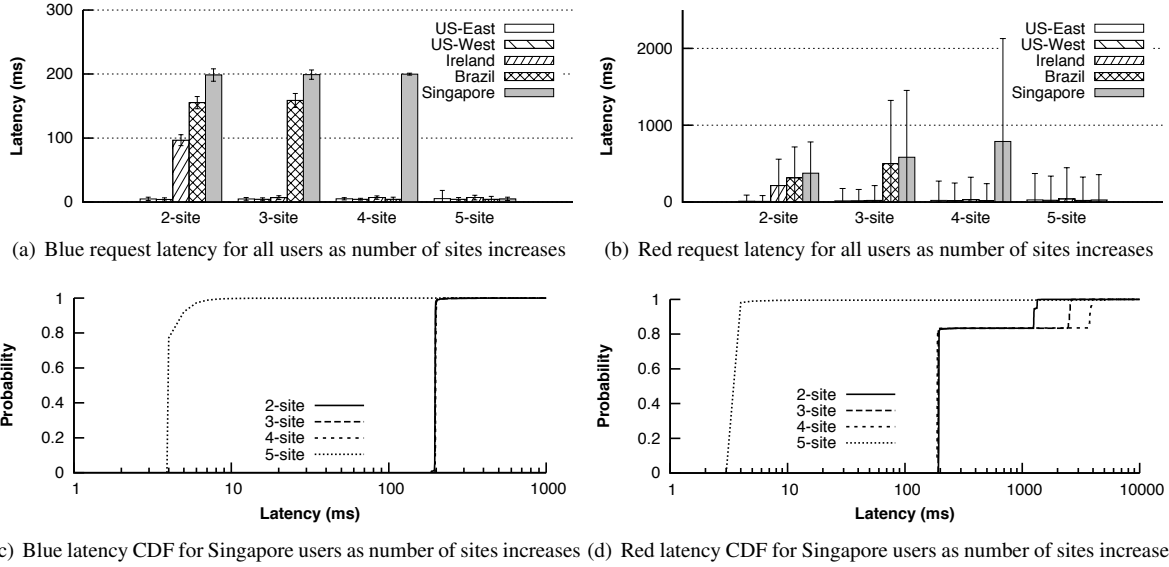 300
200
100
0
Latency (ms)
US-East
US-West
Ireland
Brazil
Singapore
2-site 3-site 4-site 5-site
(a) Blue request latency for all users as number of sites increases
2000
1000
0
Latency (ms)
US-East
US-West
Ireland
Brazil
Singapore
2-site 3-site 4-site 5-site
(b) Red request latency for all users as number of sites increases
1
0.8
0.6
0.4
0.2
0
Probability
2-site
3-site
4-site
5-site
1 10 100 1000
Latency (ms)
c) Blue latency CDF for Singapore users as number of sites increases
1
0.8
0.6
0.4
0.2
0
Probability
2-site
3-site
4-site
5-site
1 10 100 1000 10000
Latency (ms)
(d) Red latency CDF for Singapore users as number of sites increase